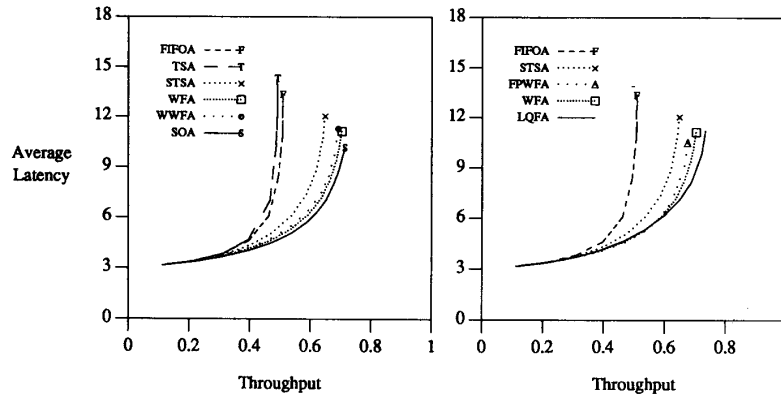 18
15
12
9
6
3
0
Average
Latency
FIFOA F
TSA T
STSA
WFA
WWFA
SOA S
T
F
S
0 0.2 0.4 0.6 0.8 1
Throughput
18
15
12
9
6
3
0
FIFOA F
STSA
FPWFA
WFA
LQFA
F
0 0.2 0.4 0.6 0.8
Throughput